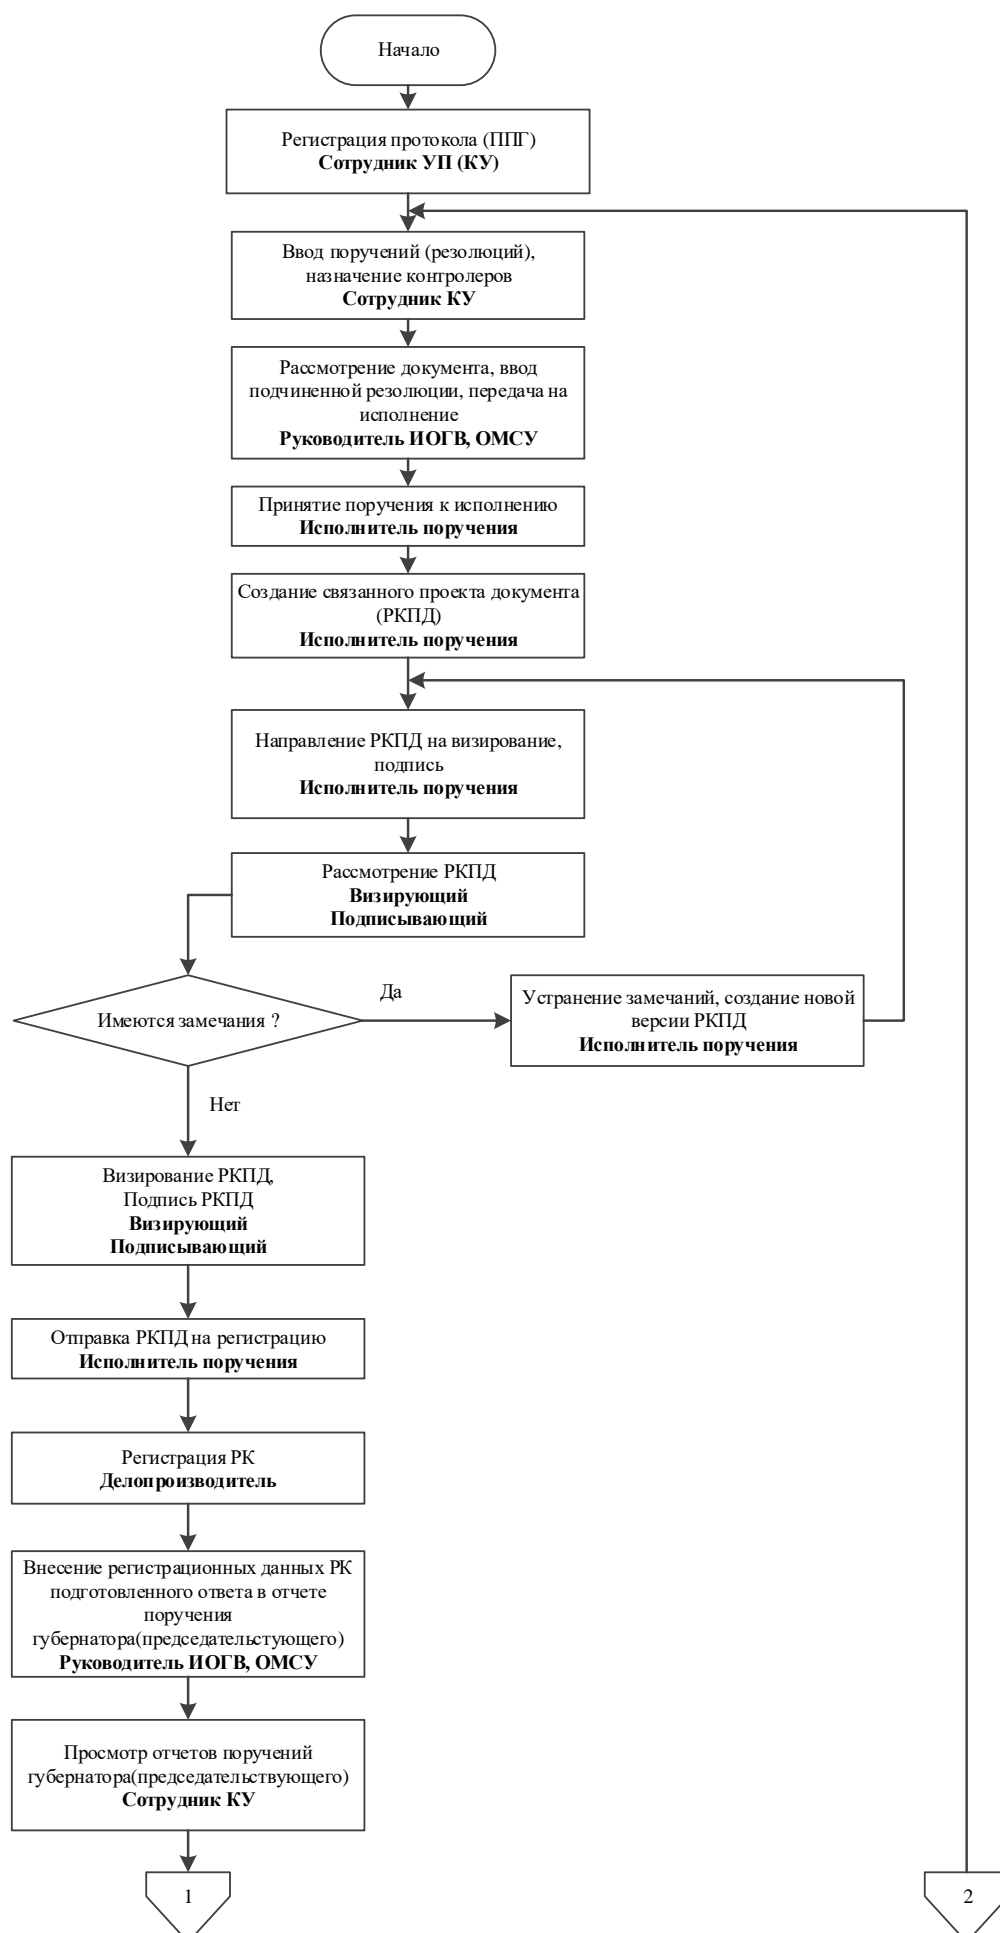 Начало
Регистрация протокола (ППГ)
Сотрудник УП (КУ)
Ввод поручений (резолюций),
назначение контролеров
Сотрудник КУ
Рассмотрение документа, ввод
подчиненной резолюции, передача на
исполнение
Руководитель ИОГВ, ОМСУ
Принятие поручения к исполнению
Исполнитель поручения
Создание связанного проекта документа
(РКПД)
Исполнитель поручения
Направление РКПД на визирование,
подпись
Исполнитель поручения
Рассмотрение РКПД
Визирующий
Подписывающий
Имеются замечания ?
Да
Устранение замечаний, создание новой
версии РКПД
Исполнитель поручения
Нет
Визирование РКПД,
Подпись РКПД
Визирующий
Подписывающий
Отправка РКПД на регистрацию
Исполнитель поручения
Регистрация РК
Делопроизводитель
Внесение регистрационных данных РК
подготовленного ответа в отчете
поручения
губернатора(председательстующего)
Руководитель ИОГВ, ОМСУ
Просмотр отчетов поручений
губернатора(председательствующего)
Сотрудник КУ
1
2